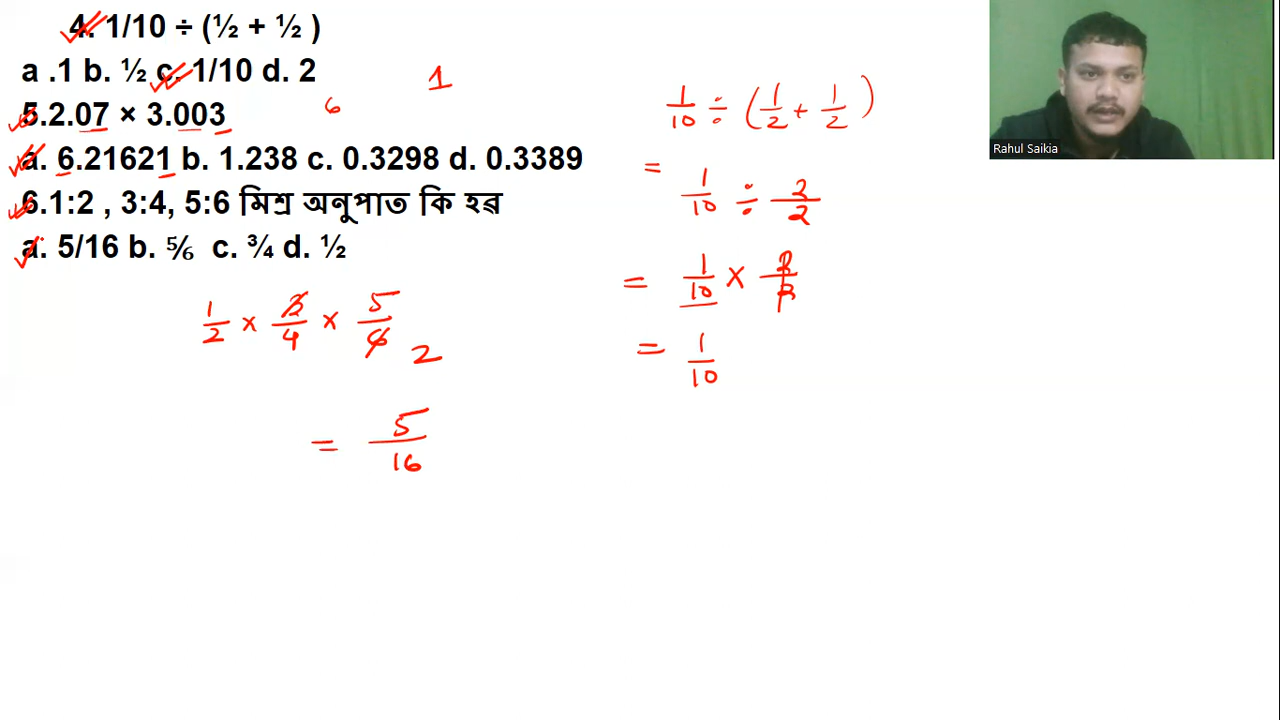 4. 1/10 ÷ (½ + ½ )
a .1 b. ½ c. 1/10 d. 2
5.2.07 × 3.003
a. 6.21621 b. 1.238 c. 0.3298 d. 0.3389
6.1:2 , 3:4, 5:6 মিশ্ৰ অনুপাত কি হব
a. 5/16 b. ⅚ c. ¾ d. ½
6
1
1/2 × 3/4 × 5/6 2
= 5/16
1/10 ÷ (1/2 + 1/2)
= 1/10 ÷ 2/2
= 1/10 × 2/2
= 1/10
Rahul Saikia